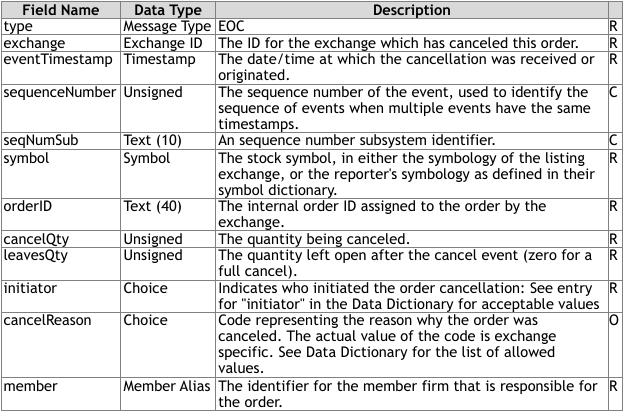 Field Name Data Type Description
type Message Type EOC R
exchange Exchange ID The ID for the exchange which has canceled this order. R
eventTimestamp Timestamp The date/time at which the cancellation was received or R
originated.
sequenceNumber Unsigned The sequence number of the event, used to identify the C
sequence of events when multiple events have the same
timestamps.
seqNumSub Text (10) An sequence number subsystem identifier. C
symbol Symbol The stock symbol, in either the symbology of the listing R
exchange, or the reporter's symbology as defined in their
symbol dictionary.
orderID Text (40) The internal order ID assigned to the order by the R
exchange.
cancelQty Unsigned The quantity being canceled. R
leavesQty Unsigned The quantity left open after the cancel event (zero for a R
full cancel).
initiator Choice Indicates who initiated the order cancellation: See entry R
for "initiator" in the Data Dictionary for acceptable values
cancelReason Choice Code representing the reason why the order was O
canceled. The actual value of the code is exchange
specific. See Data Dictionary for the list of allowed
values.
member Member Alias The identifier for the member firm that is responsible for R
the order.